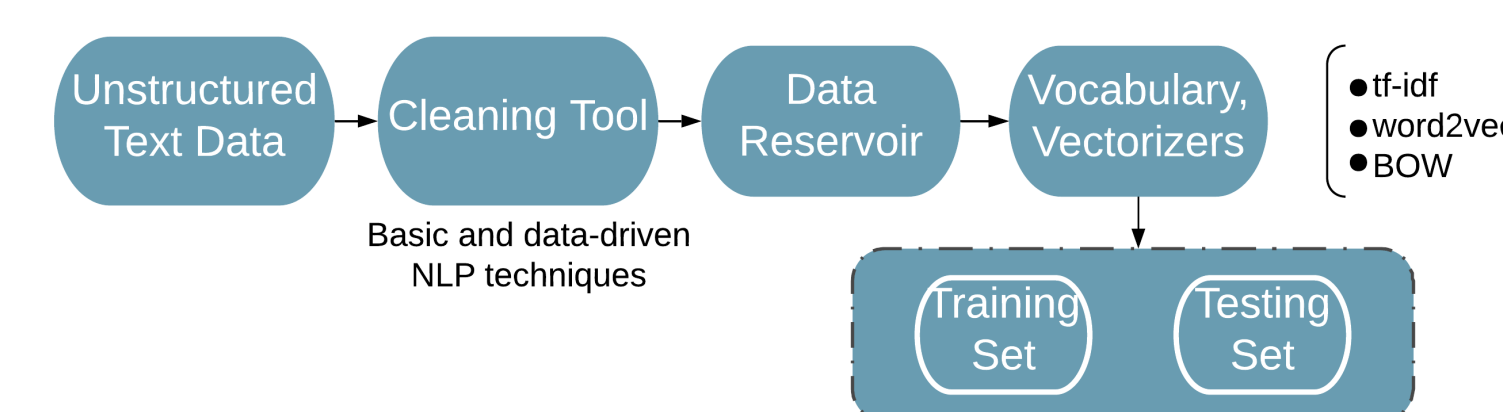 Unstructured
Text Data
Cleaning Tool
Data
Reservoir
Vocabulary,
Vectorizers
● tf-idf
● word2vec
● BOW
Basic and data-driven
NLP techniques
Training
Set
Testing
Set